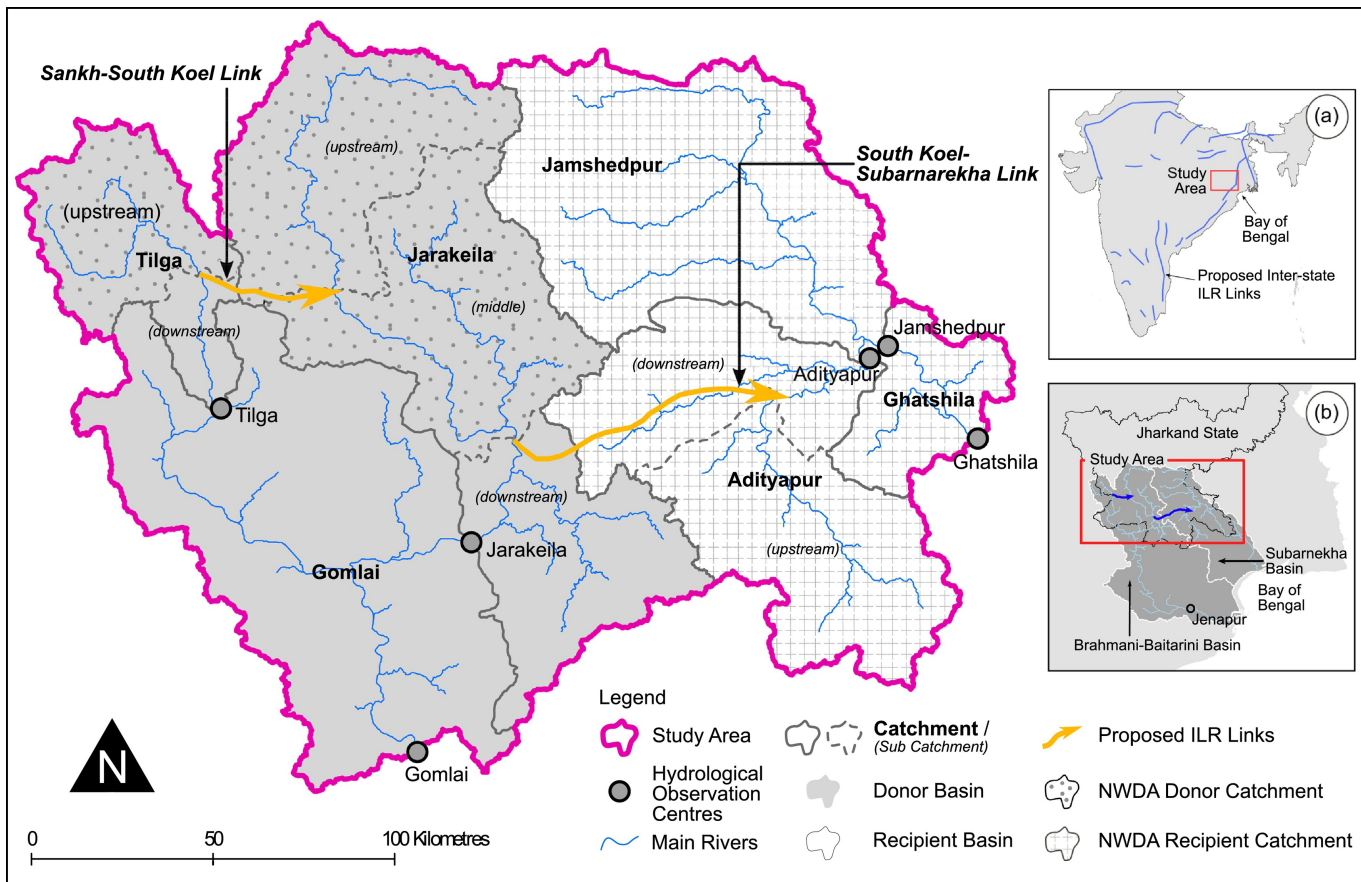 Sankh-South Koel Link
(upstream)
Jamshedpur
South Koel-
Subarnarekha Link
(upstream)
Tilga
Jarakeila
(middle)
(downstream)
Tilga
(downstream)
Jamshedpur
Adityapur
Ghatshila
Ghatshila
Adityapur
(downstream)
Jarakeila
(upstream)
Gomlai
Gomlai
N
0
50
100 Kilometres
(a)
Study
Area
Bay of
Bengal
Proposed Inter-state
ILR Links
(b)
Jharkand State
Study Area
Subarnekha
Basin
Bay of
Bengal
Jenapur
Brahmani-Baitarini Basin
Legend
Study Area
Catchment /
(Sub Catchment)
Proposed ILR Links
Hydrological
Observation
Centres
Donor Basin
NWDA Donor Catchment
Main Rivers
Recipient Basin
NWDA Recipient Catchment